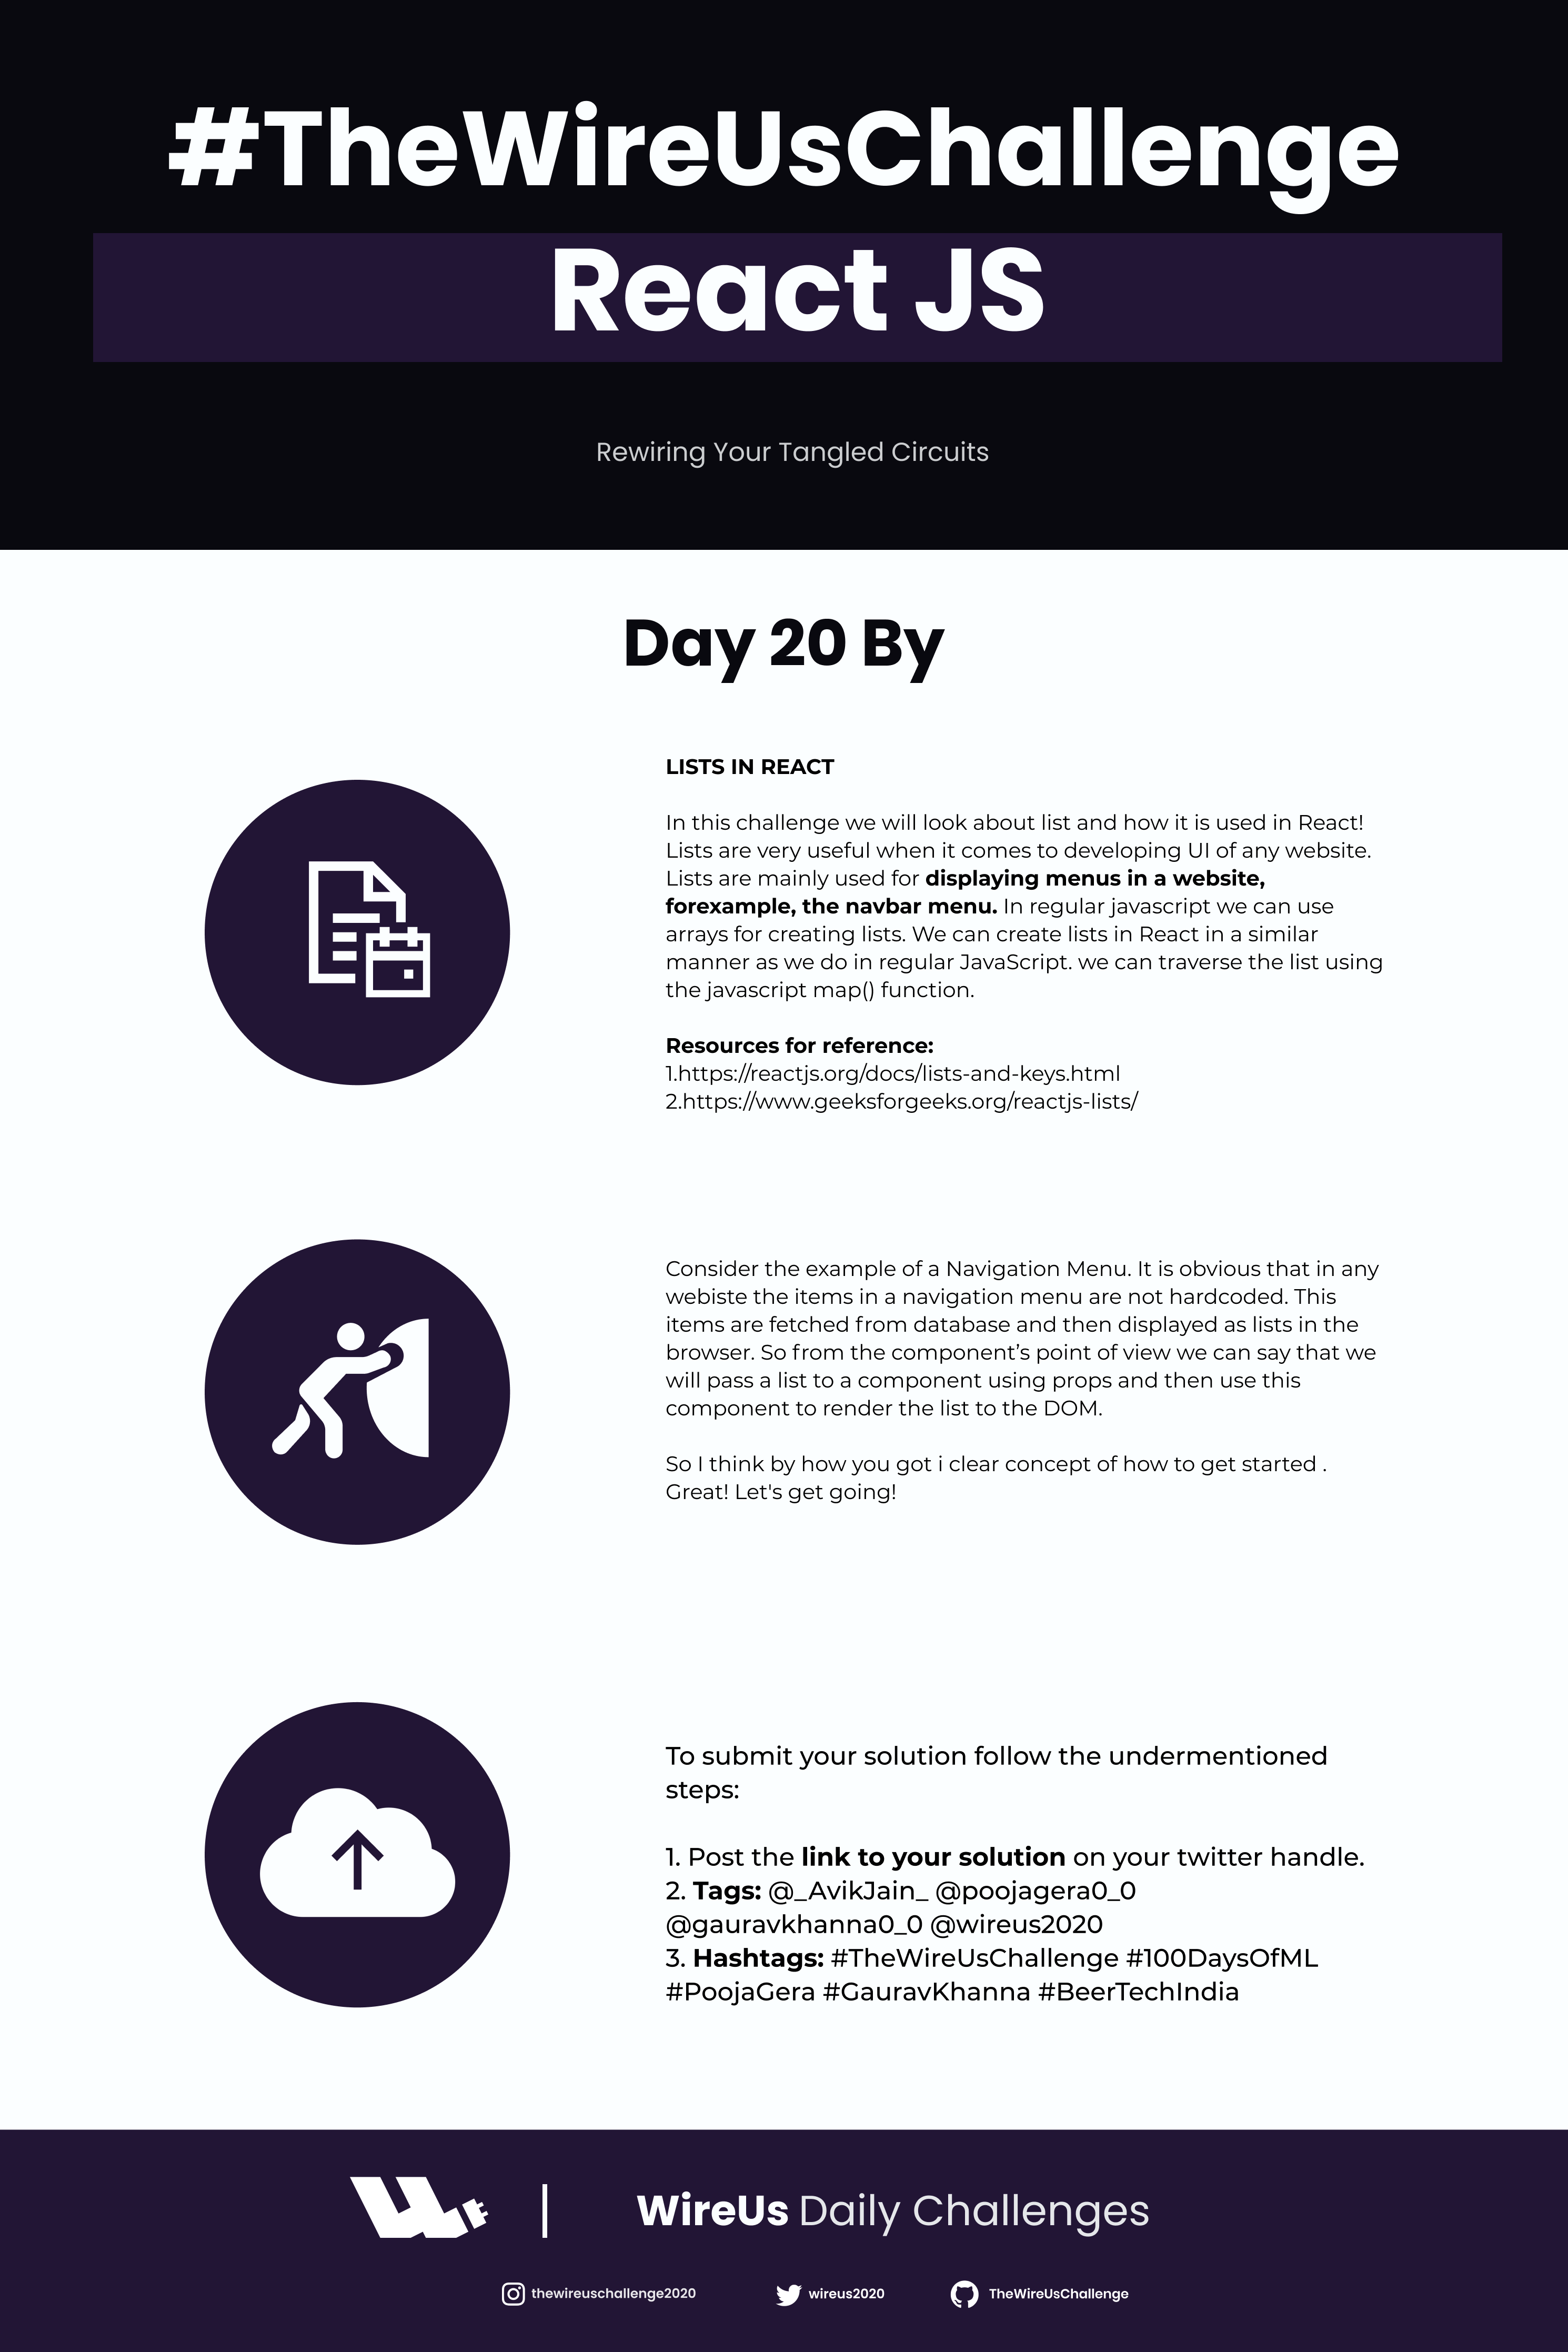 #TheWireUsChallenge
React JS
Rewiring Your Tangled Circuits
Day 20 By
LISTS IN REACT
In this challenge we will look about list and how it is used in React!
Lists are very useful when it comes to developing UI of any website.
Lists are mainly used for displaying menus in a website,
forexample, the navbar menu. In regular javascript we can use
arrays for creating lists. We can create lists in React in a similar
manner as we do in regular JavaScript. we can traverse the list using
the javascript map() function.
Resources for reference:
1.https://reactjs.org/docs/lists-and-keys.html
2.https://www.geeksforgeeks.org/reactjs-lists/
Consider the example of a Navigation Menu. It is obvious that in any
webiste the items in a navigation menu are not hardcoded. This
items are fetched from database and then displayed as lists in the
browser. So from the component’s point of view we can say that we
will pass a list to a component using props and then use this
component to render the list to the DOM.
So I think by how you got i clear concept of how to get started .
Great! Let's get going!
To submit your solution follow the undermentioned
steps:
1. Post the link to your solution on your twitter handle.
2. Tags: @_AvikJain_ @poojagera0_0
@gauravkhanna0_0 @wireus2020
3. Hashtags: #TheWireUsChallenge #100DaysOfML
#PoojaGera #GauravKhanna #BeerTechIndia
WireUs Daily Challenges
thewireuschallenge2020 wireus2020 TheWireUsChallenge